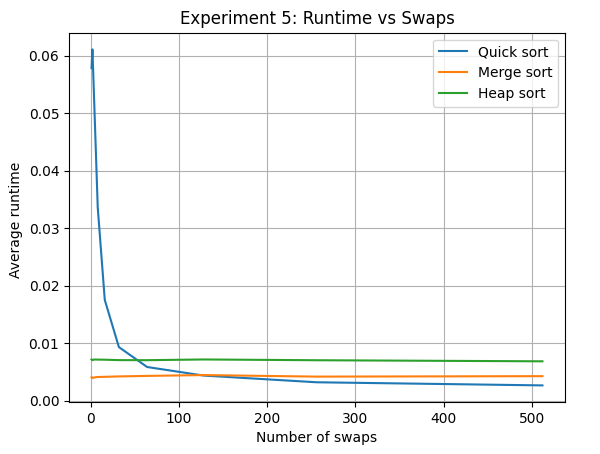 Experiment 5: Runtime vs Swaps
Quick sort
Merge sort
Heap sort
Average runtime
0.06
0.05
0.04
0.03
0.02
0.01
0.00
0 100 200 300 400 500
Number of swaps